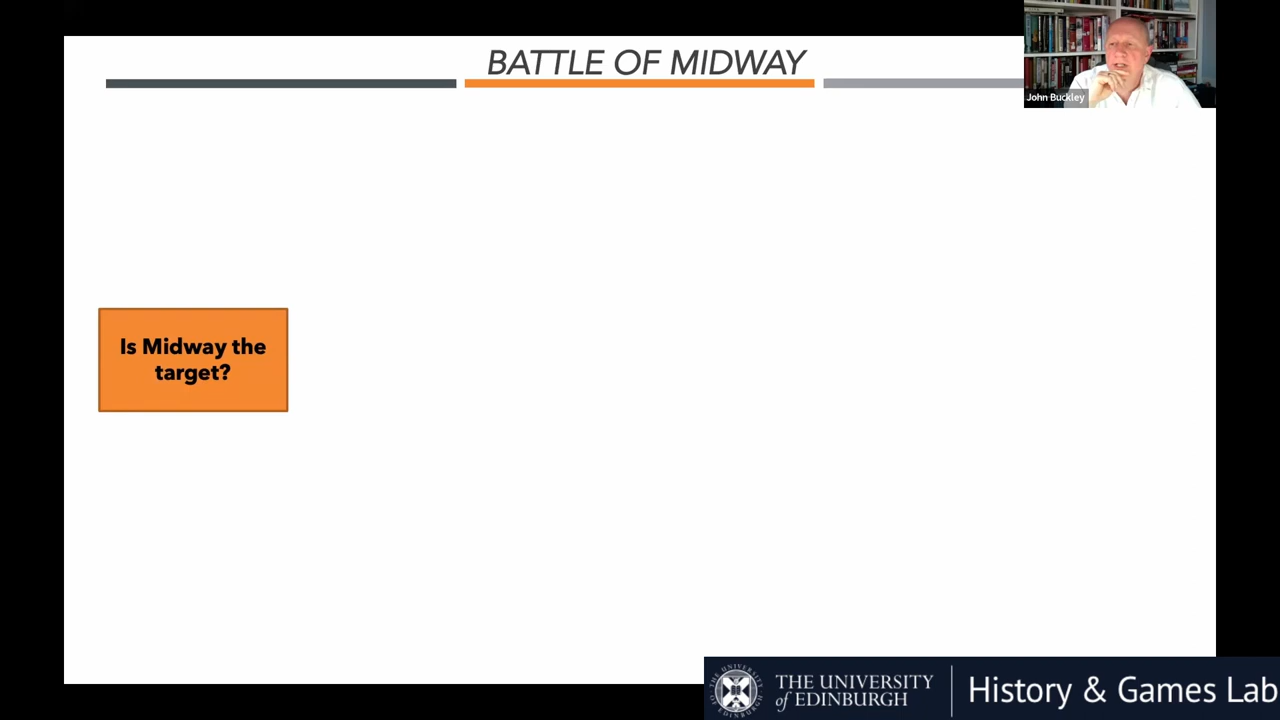 BATTLE OF MIDWAY
John Buckley
Is Midway the
target?
THE UNIVERSITY
of EDINBURGH
History & Games Lab